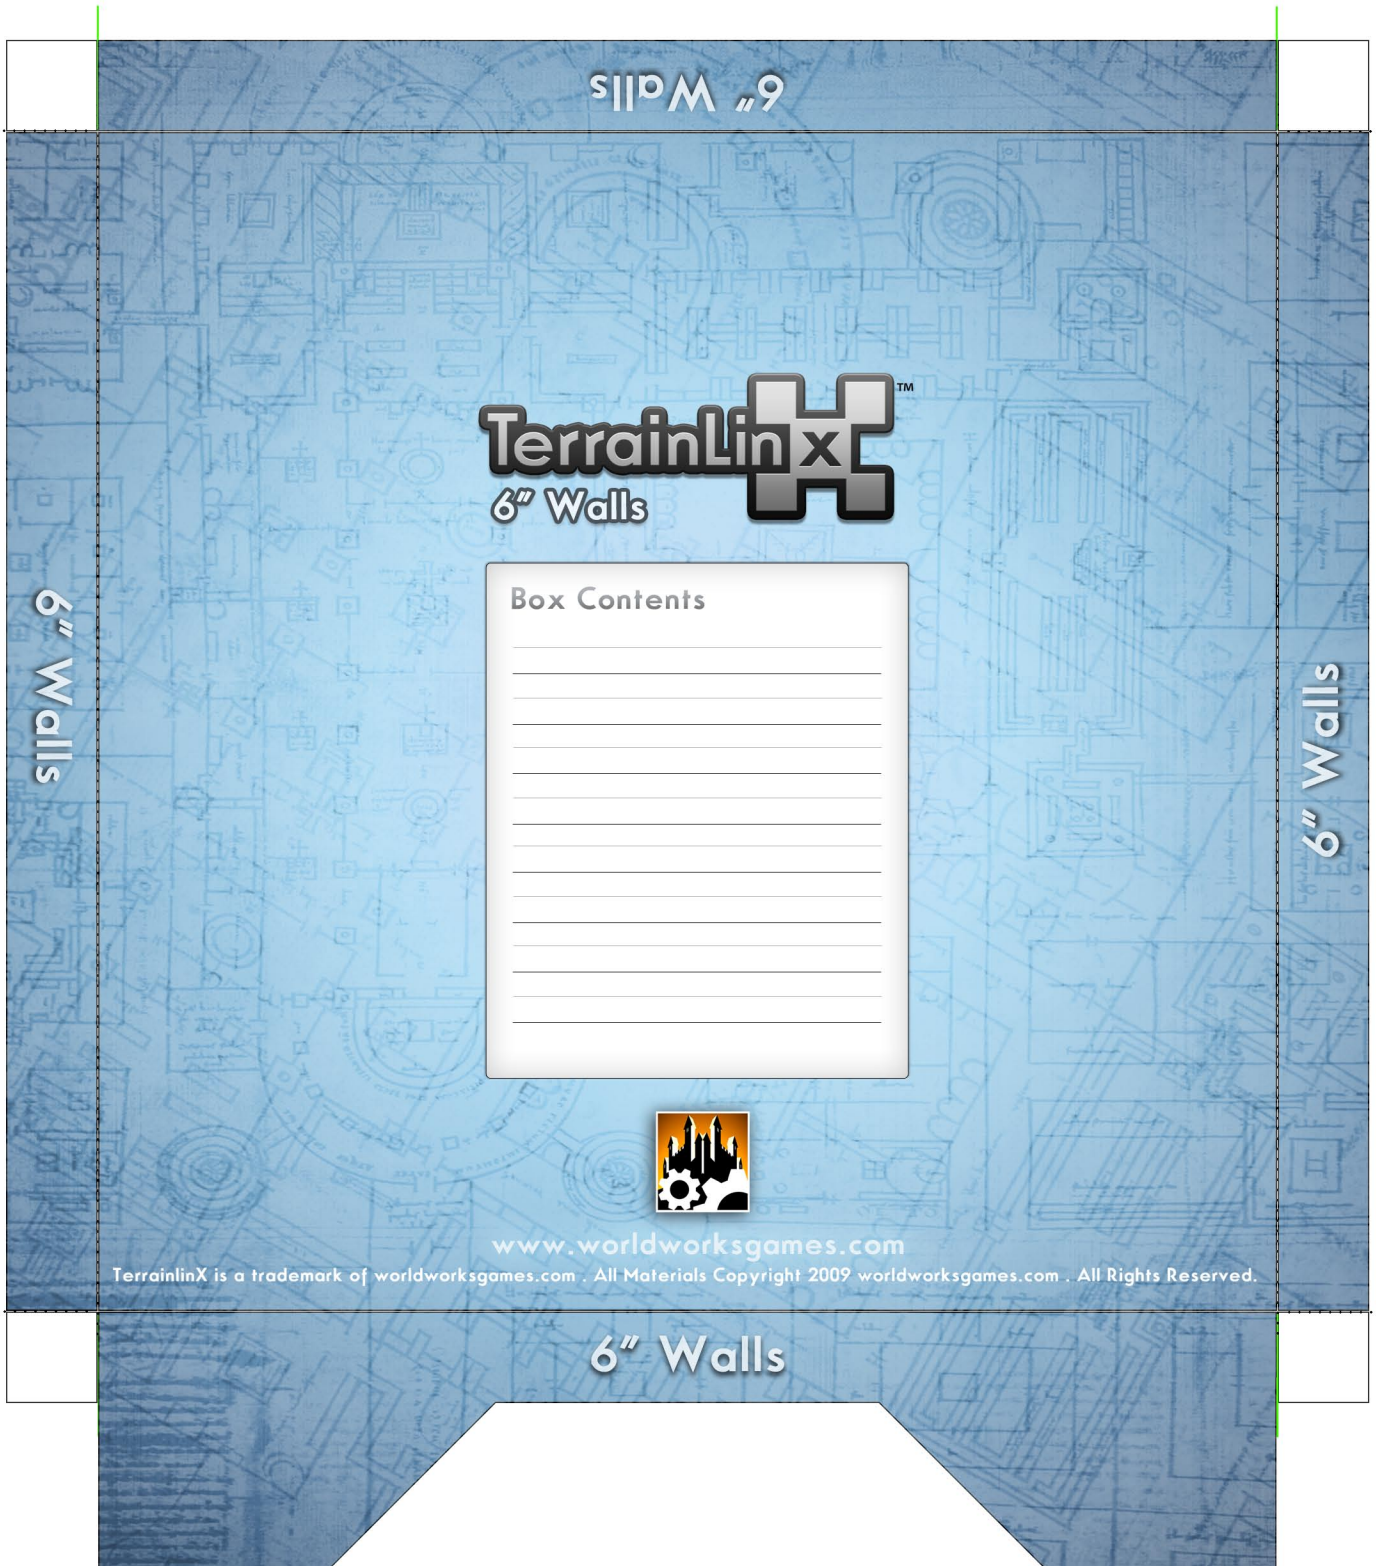 6″ Walls
TerrainLinX™
6″ Walls
6″ Walls
6″ Walls
Box Contents
www.worldworksgames.com
TerrainlinX is a trademark of worldworksgames.com . All Materials Copyright 2009 worldworksgames.com . All Rights Reserved.
6″ Walls